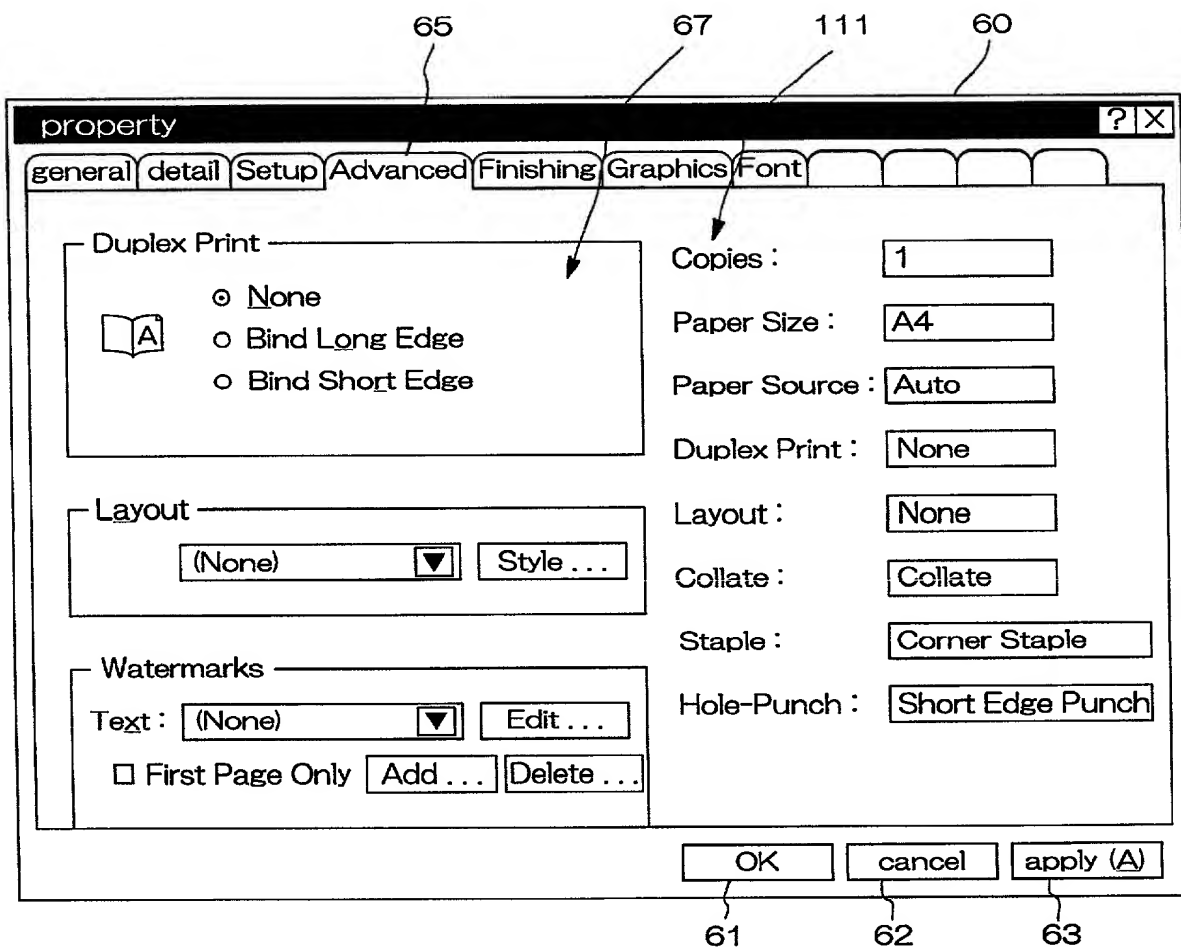 65 67 111 60
property ? X
general detail Setup Advanced Finishing Graphics Font
Duplex Print
A
None
Bind Long Edge
Bind Short Edge
Layout
(None) ▼ Style ...
Watermarks
Text : (None) ▼ Edit ...
First Page Only Add ... Delete ...
Copies : 1
Paper Size : A4
Paper Source : Auto
Duplex Print : None
Layout : None
Collate : Collate
Staple : Corner Staple
Hole-Punch : Short Edge Punch
OK cancel apply (A)
61 62 63